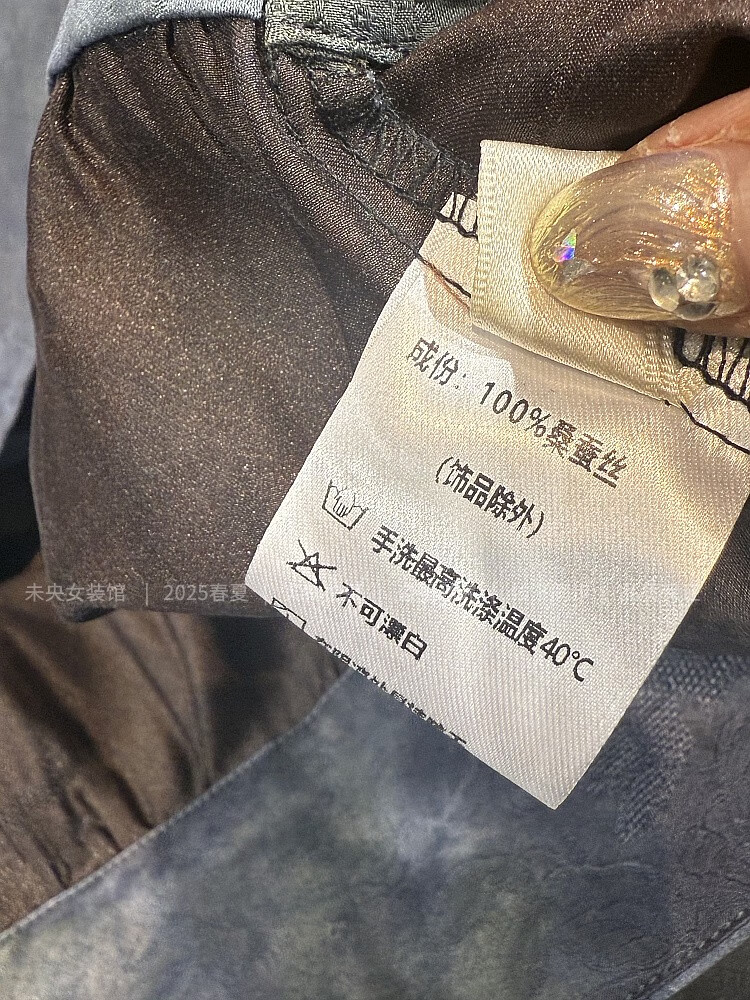 成份：100%桑蚕丝
(饰品除外)
手洗最高洗涤温度40℃
不可漂白
未央女装馆 | 2025春夏